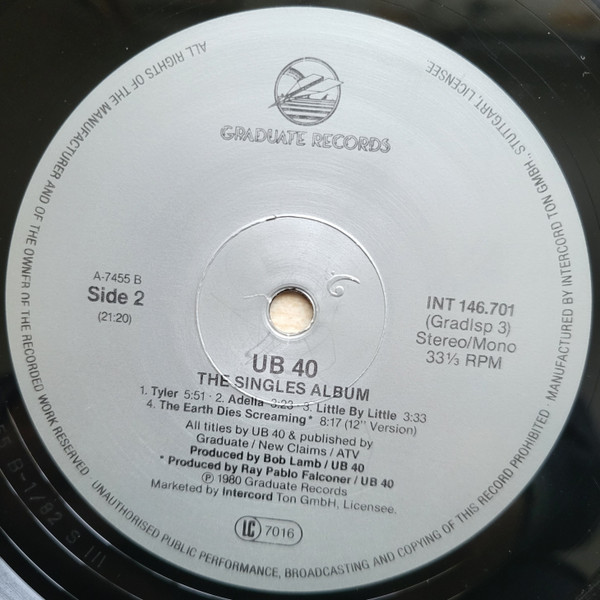 GRADUATE RECORDS
A-7455 B
Side 2
(21:20)
INT 146.701
(Gradlsp 3)
Stereo/Mono
33⅓ RPM
UB 40
THE SINGLES ALBUM
1. Tyler 5:51 · 2. Adella 3:23 · 3. Little By Little 3:33
4. The Earth Dies Screaming* 8:17 (12" Version)
All titles by UB 40 & published by
Graduate / New Claims / ATV
Produced by Bob Lamb / UB 40
* Produced by Ray Pablo Falconer / UB 40
Ⓟ 1980 Graduate Records
Marketed by Intercord Ton GmbH, Licensee.
LC 7016
ALL RIGHTS OF THE MANUFACTURER AND OF THE OWNER OF THE RECORDED WORK RESERVED UNAUTHORISED PUBLIC PERFORMANCE, BROADCASTING AND COPYING OF THIS RECORD PROHIBITED MANUFACTURED BY INTERCORD TON GMBH., STUTTGART, LICENSEE.